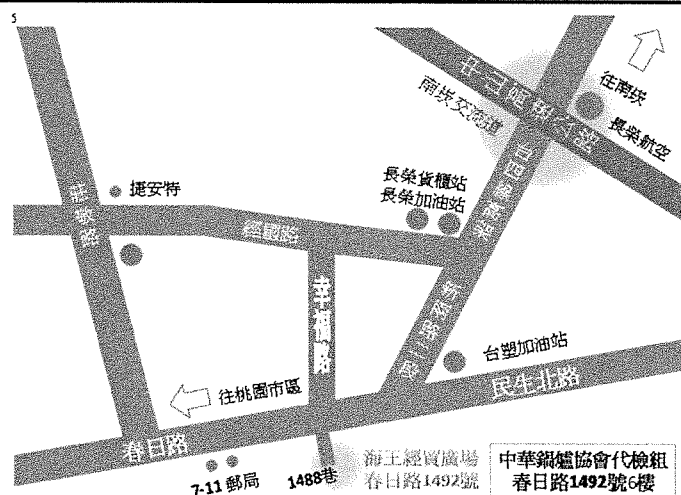 5
往南崁
南崁交流道
長榮航空
捷安特
長榮貨櫃站
長榮加油站
經國路
幸福路
台塑加油站
民生北路
往桃園市區
春日路
7-11 郵局
1488巷
海王經貿廣場
春日路1492號
中華鍋爐協會代檢組
春日路1492號6樓